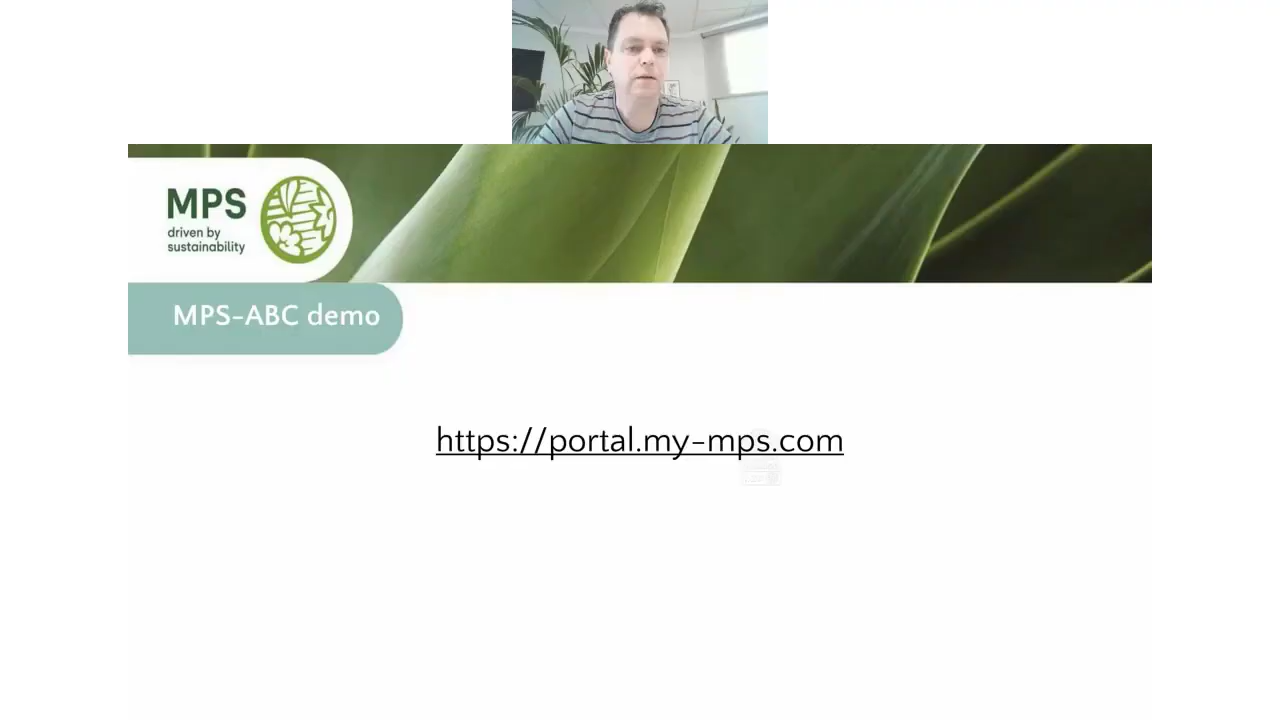 MPS
driven by
sustainability
MPS-ABC demo
https://portal.my-mps.com